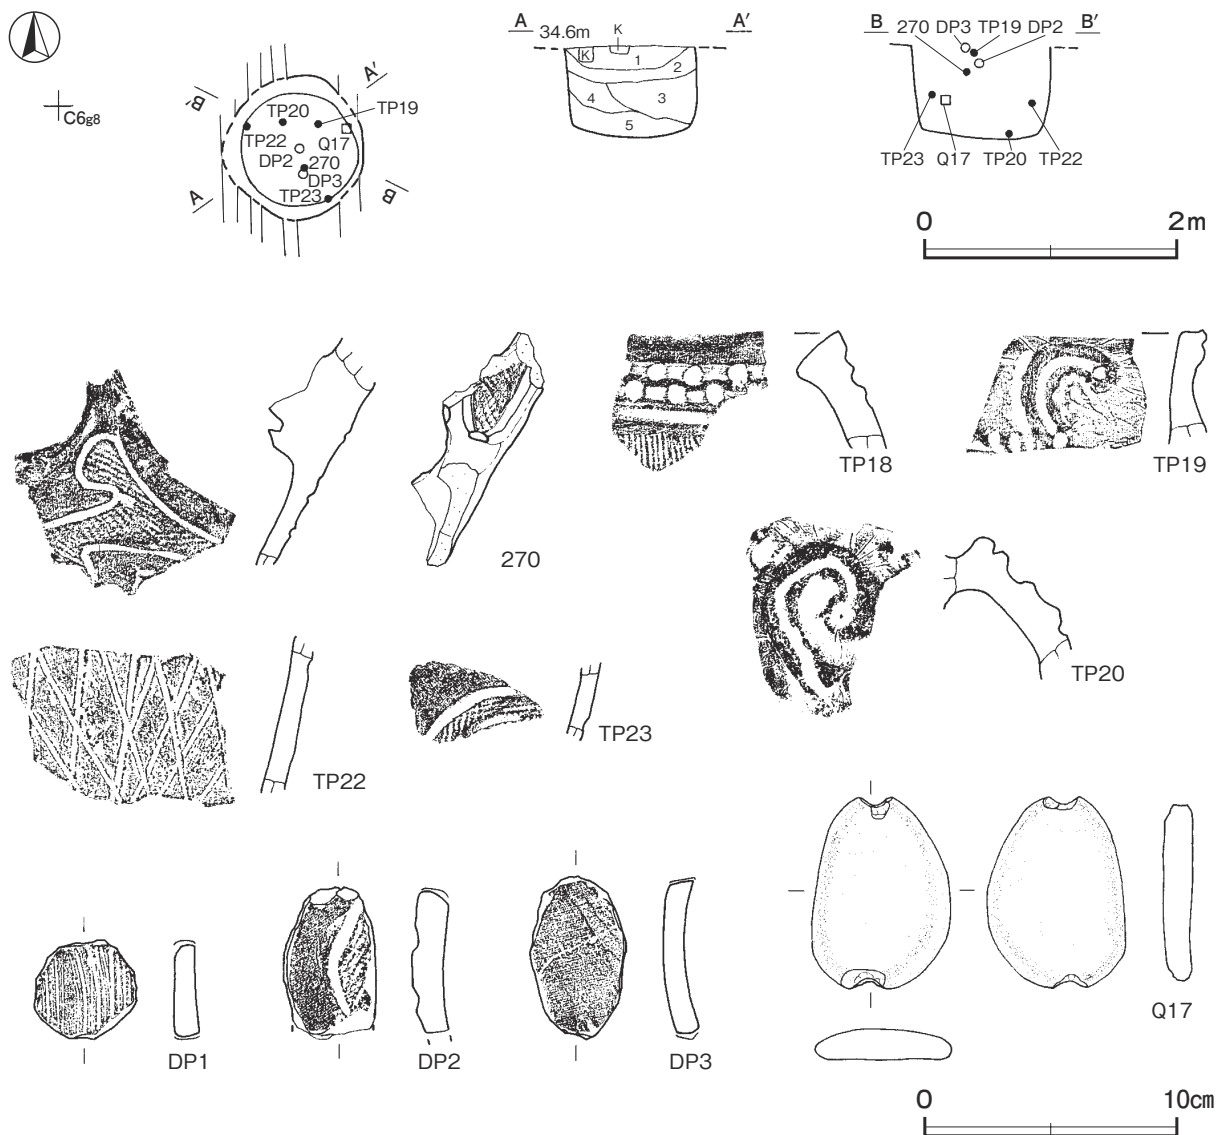 A 34.6m K A′
K 1 2 4 3 5
B 270 DP3 TP19 DP2 B′
TP23 Q17 TP20 TP22
C6g8
A′
B′
TP20 TP19
TP22 Q17
DP2 270
DP3
TP23
A B
0 2m
270
TP18
TP19
TP20
TP22
TP23
DP1
DP2
DP3
Q17
0 10cm